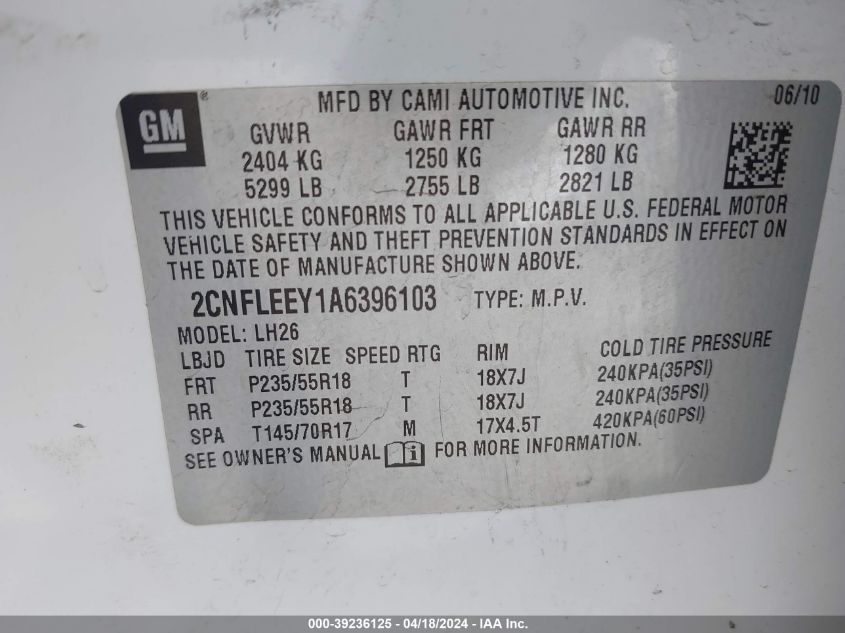 GM
®
MFD BY CAMI AUTOMOTIVE INC. 06/10
GVWR GAWR FRT GAWR RR
2404 KG 1250 KG 1280 KG
5299 LB 2755 LB 2821 LB
THIS VEHICLE CONFORMS TO ALL APPLICABLE U.S. FEDERAL MOTOR
VEHICLE SAFETY AND THEFT PREVENTION STANDARDS IN EFFECT ON
THE DATE OF MANUFACTURE SHOWN ABOVE.
2CNFLEEY1A6396103 TYPE: M.P.V.
MODEL: LH26
LBJD TIRE SIZE SPEED RTG RIM COLD TIRE PRESSURE
FRT P235/55R18 T 18X7J 240KPA(35PSI)
RR P235/55R18 T 18X7J 240KPA(35PSI)
SPA T145/70R17 M 17X4.5T 420KPA(60PSI)
SEE OWNER'S MANUAL i FOR MORE INFORMATION.
000-39236125 - 04/18/2024 - IAA Inc.